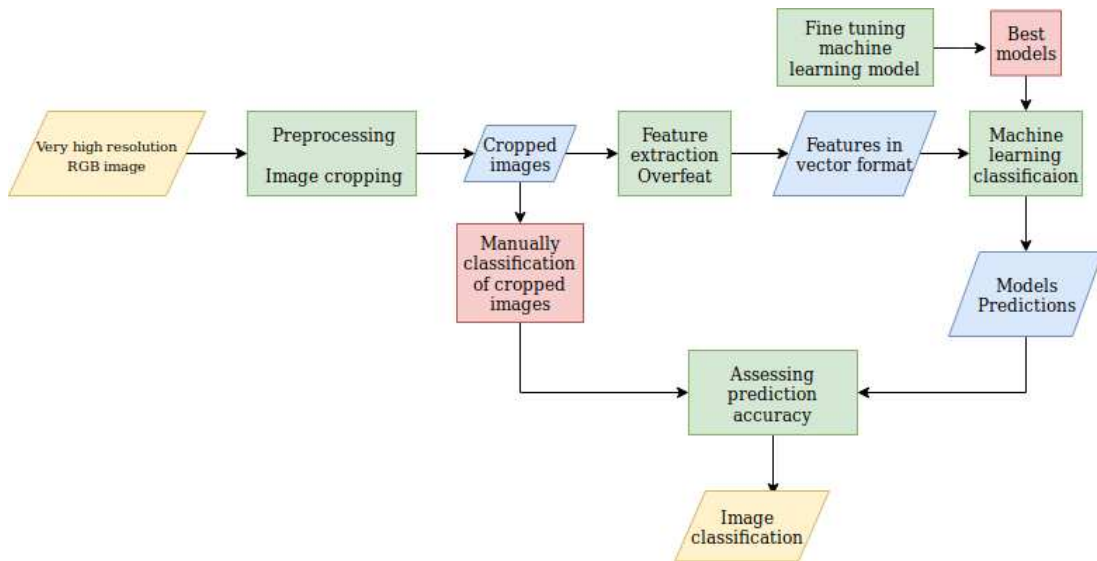 Fine tuning
machine
learning model
Best
models
Very high resolution
RGB image
Preprocessing
Image cropping
Cropped
images
Feature
extraction
Overfeat
Features in
vector format
Machine
learning
classificaion
Manually
classification
of cropped
images
Models
Predictions
Assessing
prediction
accuracy
Image
classification